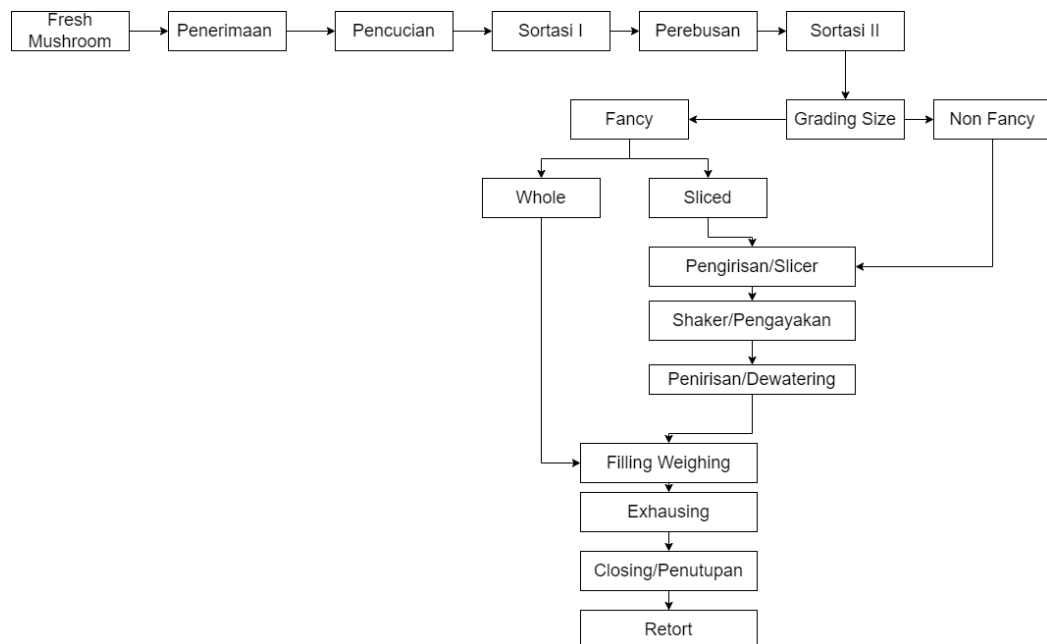 Fresh
Mushroom
Penerimaan
Pencucian
Sortasi I
Perebusan
Sortasi II
Fancy
Grading Size
Non Fancy
Whole
Sliced
Pengirisan/Slicer
Shaker/Pengayakan
Penirisan/Dewatering
Filling Weighing
Exhausing
Closing/Penutupan
Retort